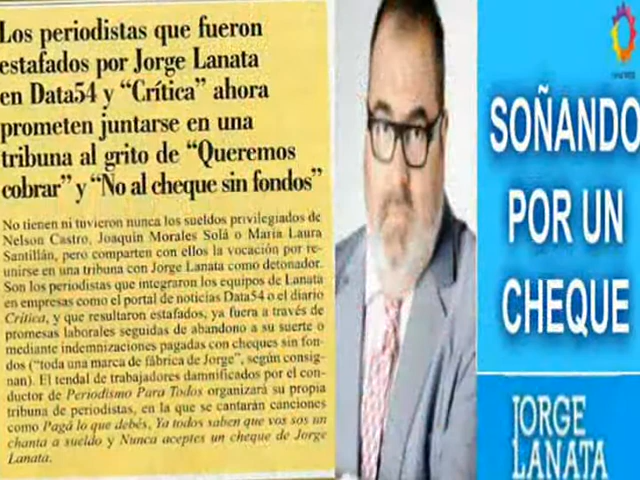 Los periodistas que fueron
estafados por Jorge Lanata
en Data54 y “Crítica” ahora
prometen juntarse en una
tribuna al grito de “Queremos
cobrar” y “No al cheque sin fondos”
No tienen ni tuvieron nunca los sueldos privilegiados de
Nelson Castro, Joaquín Morales Solá o María Laura
Santillán, pero comparten con ellos la vocación por reu-
nirse en una tribuna con Jorge Lanata como detonador.
Son los periodistas que integraron los equipos de Lanata
en empresas como el portal de noticias Data54 o el diario
Crítica, y que resultaron estafados, ya fuera a través de
promesas laborales seguidas de abandono a su suerte o
mediante indemnizaciones pagadas con cheques sin fon-
dos (“toda una marca de fábrica de Jorge”, según consig-
nan). El tendal de trabajadores damnificados por el con-
ductor de Periodismo Para Todos organizará su propia
tribuna de periodistas, en la que se cantarán canciones
como Pagá lo que debés, Ya todos saben que vos sos un
chanta a sueldo y Nunca aceptes un cheque de Jorge
Lanata.
SOÑANDO
POR UN
CHEQUE
JORGE
LANATA